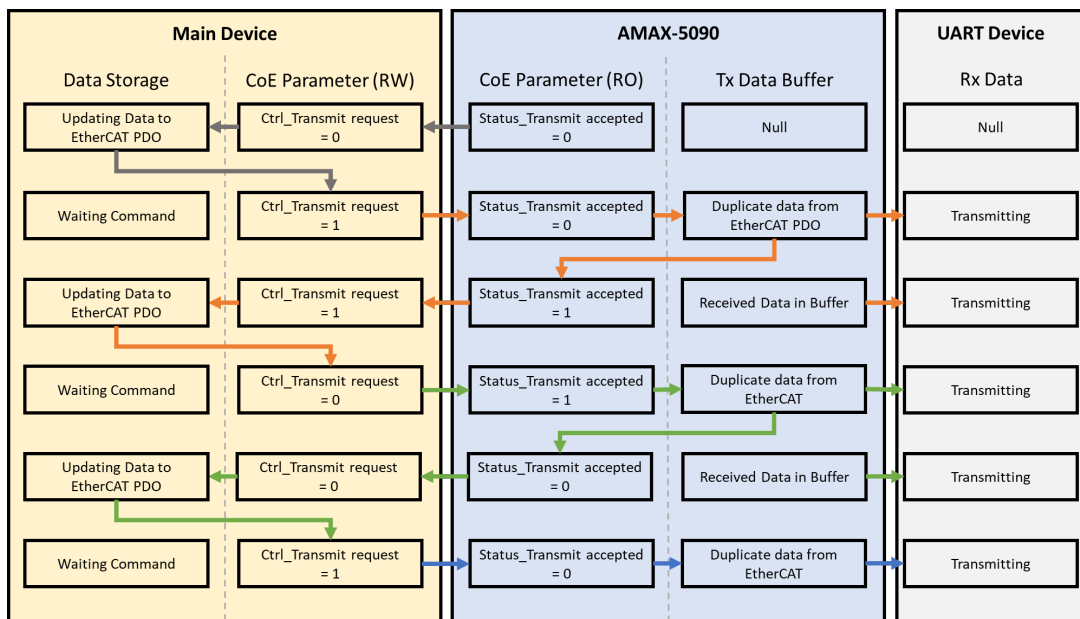 Main Device
AMAX-5090
UART Device
Data Storage
CoE Parameter (RW)
CoE Parameter (RO)
Tx Data Buffer
Rx Data
Updating Data to
EtherCAT PDO
Ctrl_Transmit request
= 0
Status_Transmit accepted
= 0
Null
Null
Waiting Command
Ctrl_Transmit request
= 1
Status_Transmit accepted
= 0
Duplicate data from
EtherCAT PDO
Transmitting
Updating Data to
EtherCAT PDO
Ctrl_Transmit request
= 1
Status_Transmit accepted
= 1
Received Data in Buffer
Transmitting
Waiting Command
Ctrl_Transmit request
= 0
Status_Transmit accepted
= 1
Duplicate data from
EtherCAT
Transmitting
Updating Data to
EtherCAT PDO
Ctrl_Transmit request
= 0
Status_Transmit accepted
= 0
Received Data in Buffer
Transmitting
Waiting Command
Ctrl_Transmit request
= 1
Status_Transmit accepted
= 0
Duplicate data from
EtherCAT
Transmitting